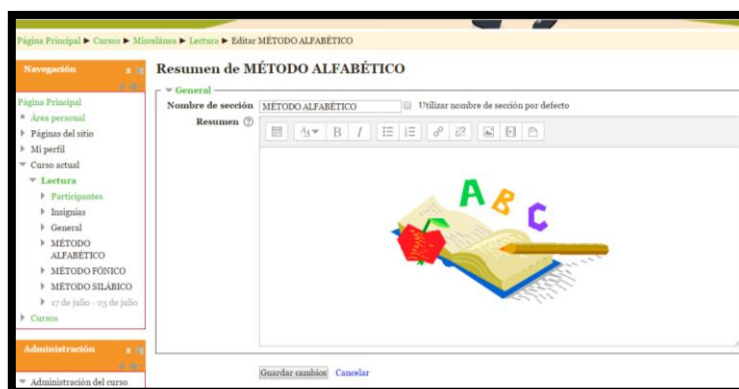 Página Principal ► Cursos ► Miscelánea ► Lectura ► Editar MÉTODO ALFABÉTICO
Navegación
Página Principal
Área personal
Páginas del sitio
Mi perfil
Curso actual
Lectura
Participantes
Insignias
General
MÉTODO
ALFABÉTICO
MÉTODO FÓNICO
MÉTODO SILÁBICO
17 de julio - 23 de julio
Cursos
Administración
Administración del curso
Resumen de MÉTODO ALFABÉTICO
General
Nombre de sección MÉTODO ALFABÉTICO Utilizar nombre de sección por defecto
Resumen
B I
A B C
Guardar cambios Cancelar